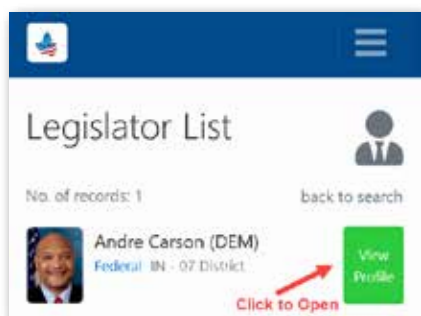 Legislator List
No. of records: 1
back to search
Andre Carson (DEM)
Federal IN - 07 District
View
Profile
Click to Open